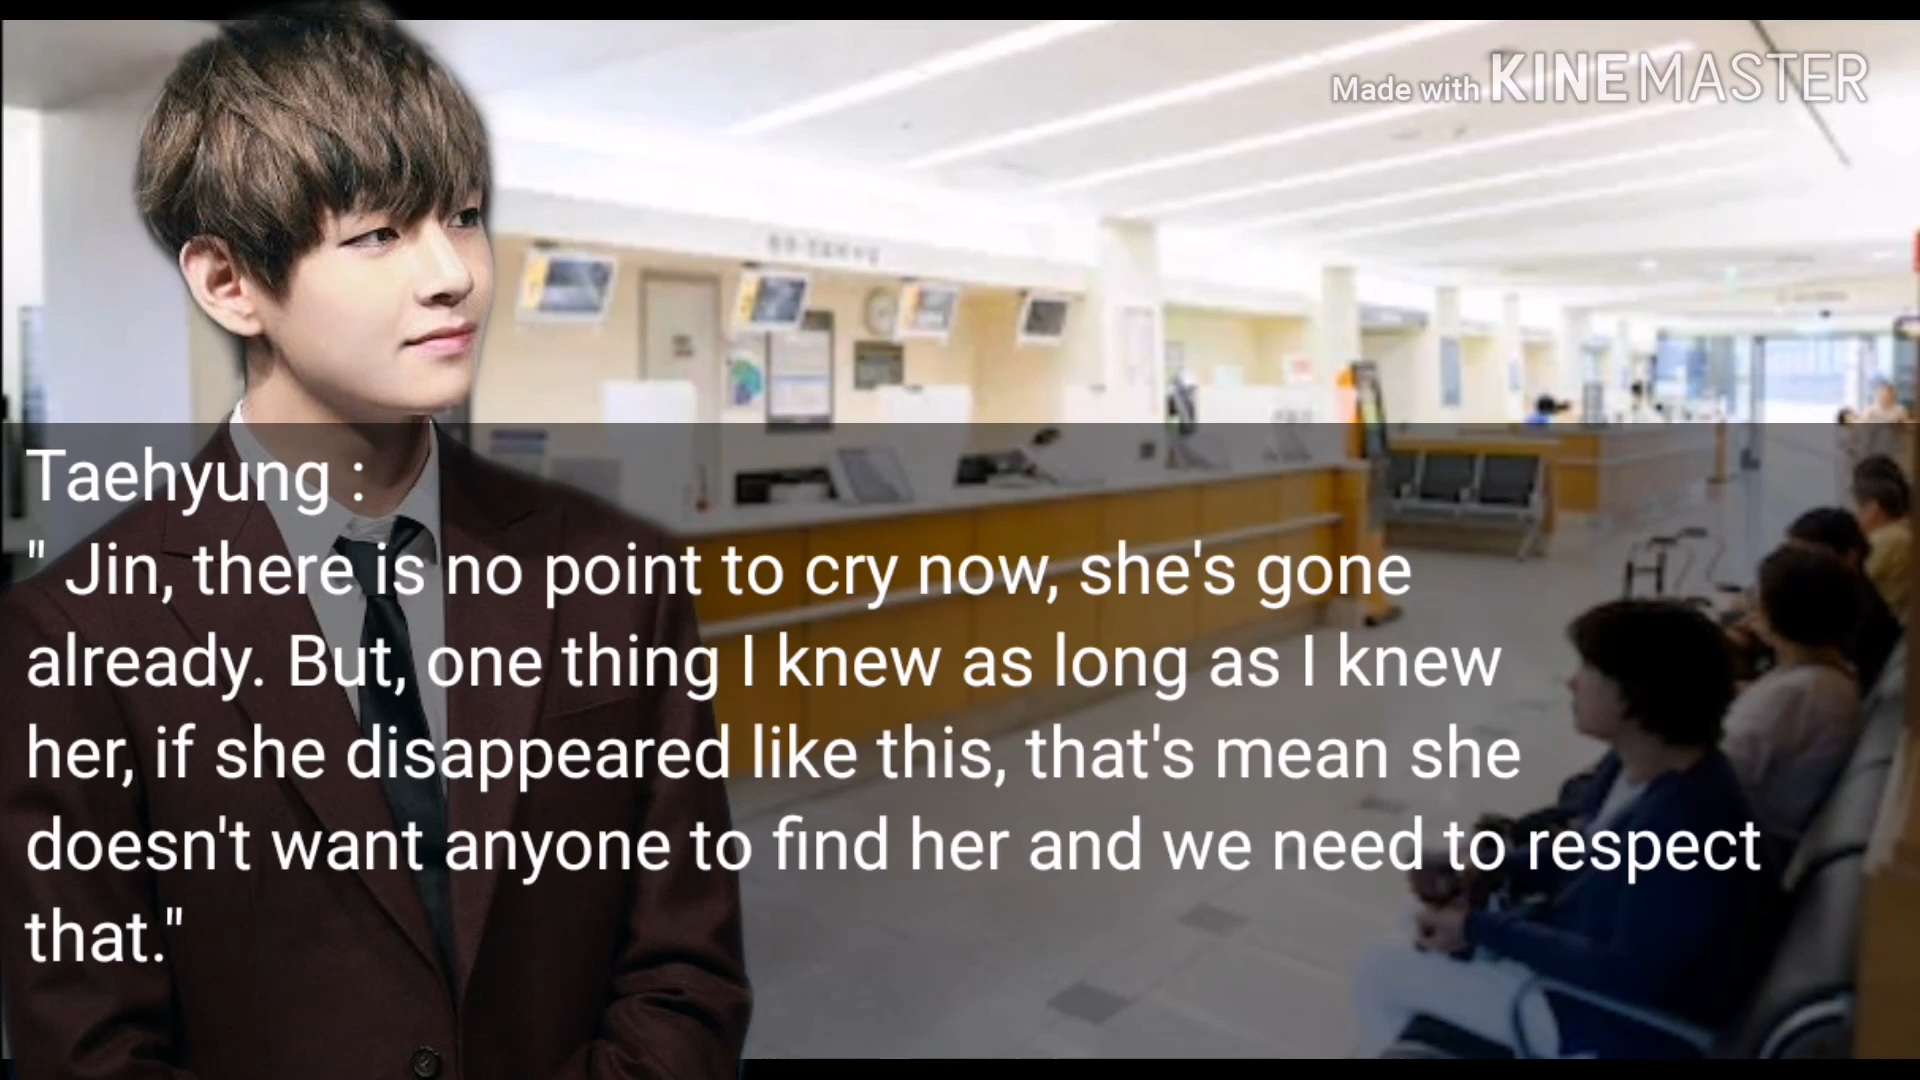 Made with KINEMASTER
Taehyung :
" Jin, there is no point to cry now, she's gone
already. But, one thing I knew as long as I knew
her, if she disappeared like this, that's mean she
doesn't want anyone to find her and we need to respect
that."